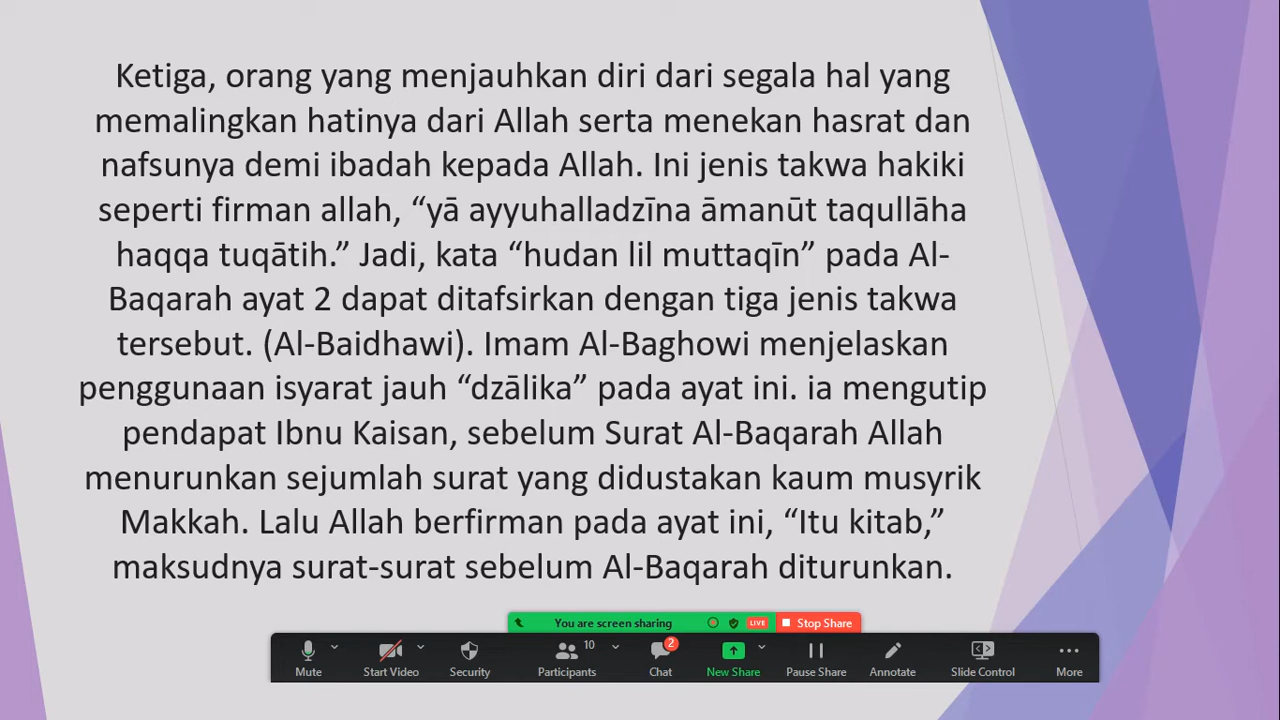 Ketiga, orang yang menjauhkan diri dari segala hal yang
memalingkan hatinya dari Allah serta menekan hasrat dan
nafsunya demi ibadah kepada Allah. Ini jenis takwa hakiki
seperti firman allah, “yā ayyuhalladzīna āmanūt taqullāha
haqqa tuqātih.” Jadi, kata “hudan lil muttaqīn” pada Al-
Baqarah ayat 2 dapat ditafsirkan dengan tiga jenis takwa
tersebut. (Al-Baidhawi). Imam Al-Baghowi menjelaskan
penggunaan isyarat jauh “dzālika” pada ayat ini. ia mengutip
pendapat Ibnu Kaisan, sebelum Surat Al-Baqarah Allah
menurunkan sejumlah surat yang didustakan kaum musyrik
Makkah. Lalu Allah berfirman pada ayat ini, “Itu kitab,”
maksudnya surat-surat sebelum Al-Baqarah diturunkan.
You are screen sharing LIVE Stop Share
10 2
Mute Start Video Security Participants Chat New Share Pause Share Annotate Slide Control More